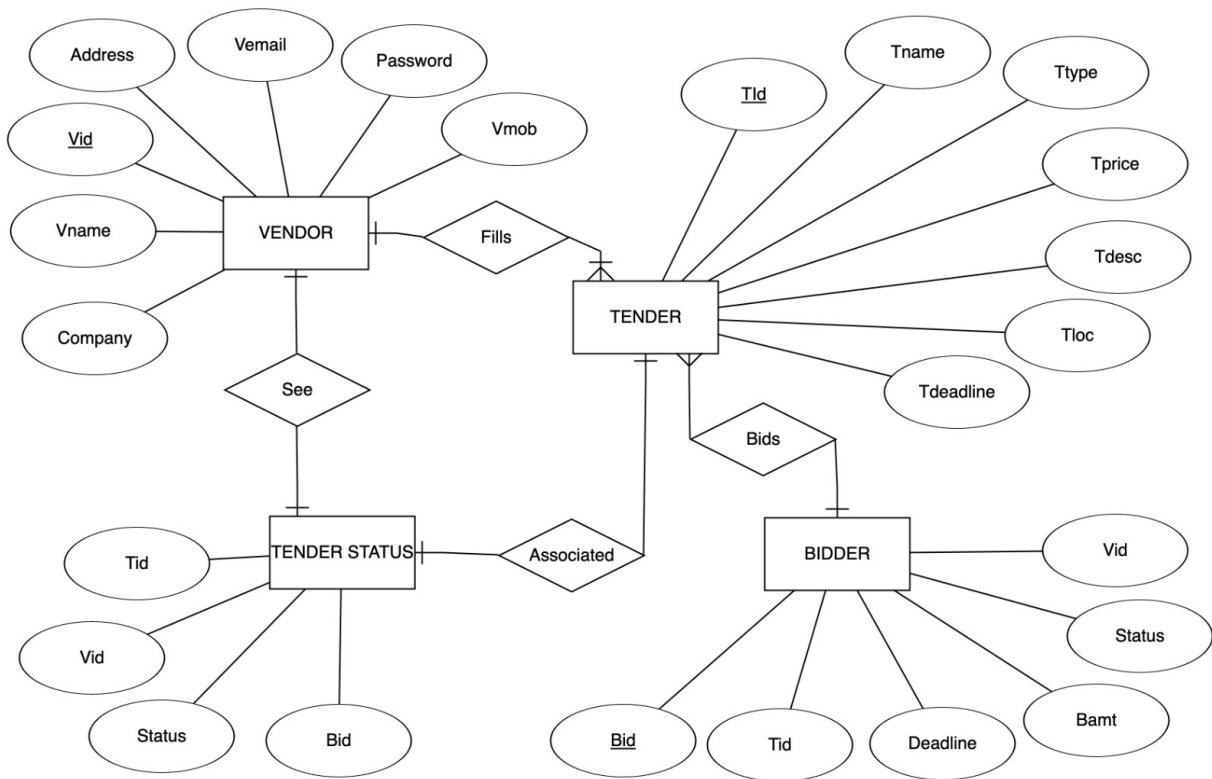 Address
Vemail
Password
Vid
Vmob
Vname
VENDOR
Company
Fills
TId
Tname
Ttype
Tprice
Tdesc
TENDER
Tloc
Tdeadline
See
Bids
TENDER STATUS
Associated
BIDDER
Tid
Vid
Status
Bid
Vid
Status
Bamt
Deadline
Tid
Bid